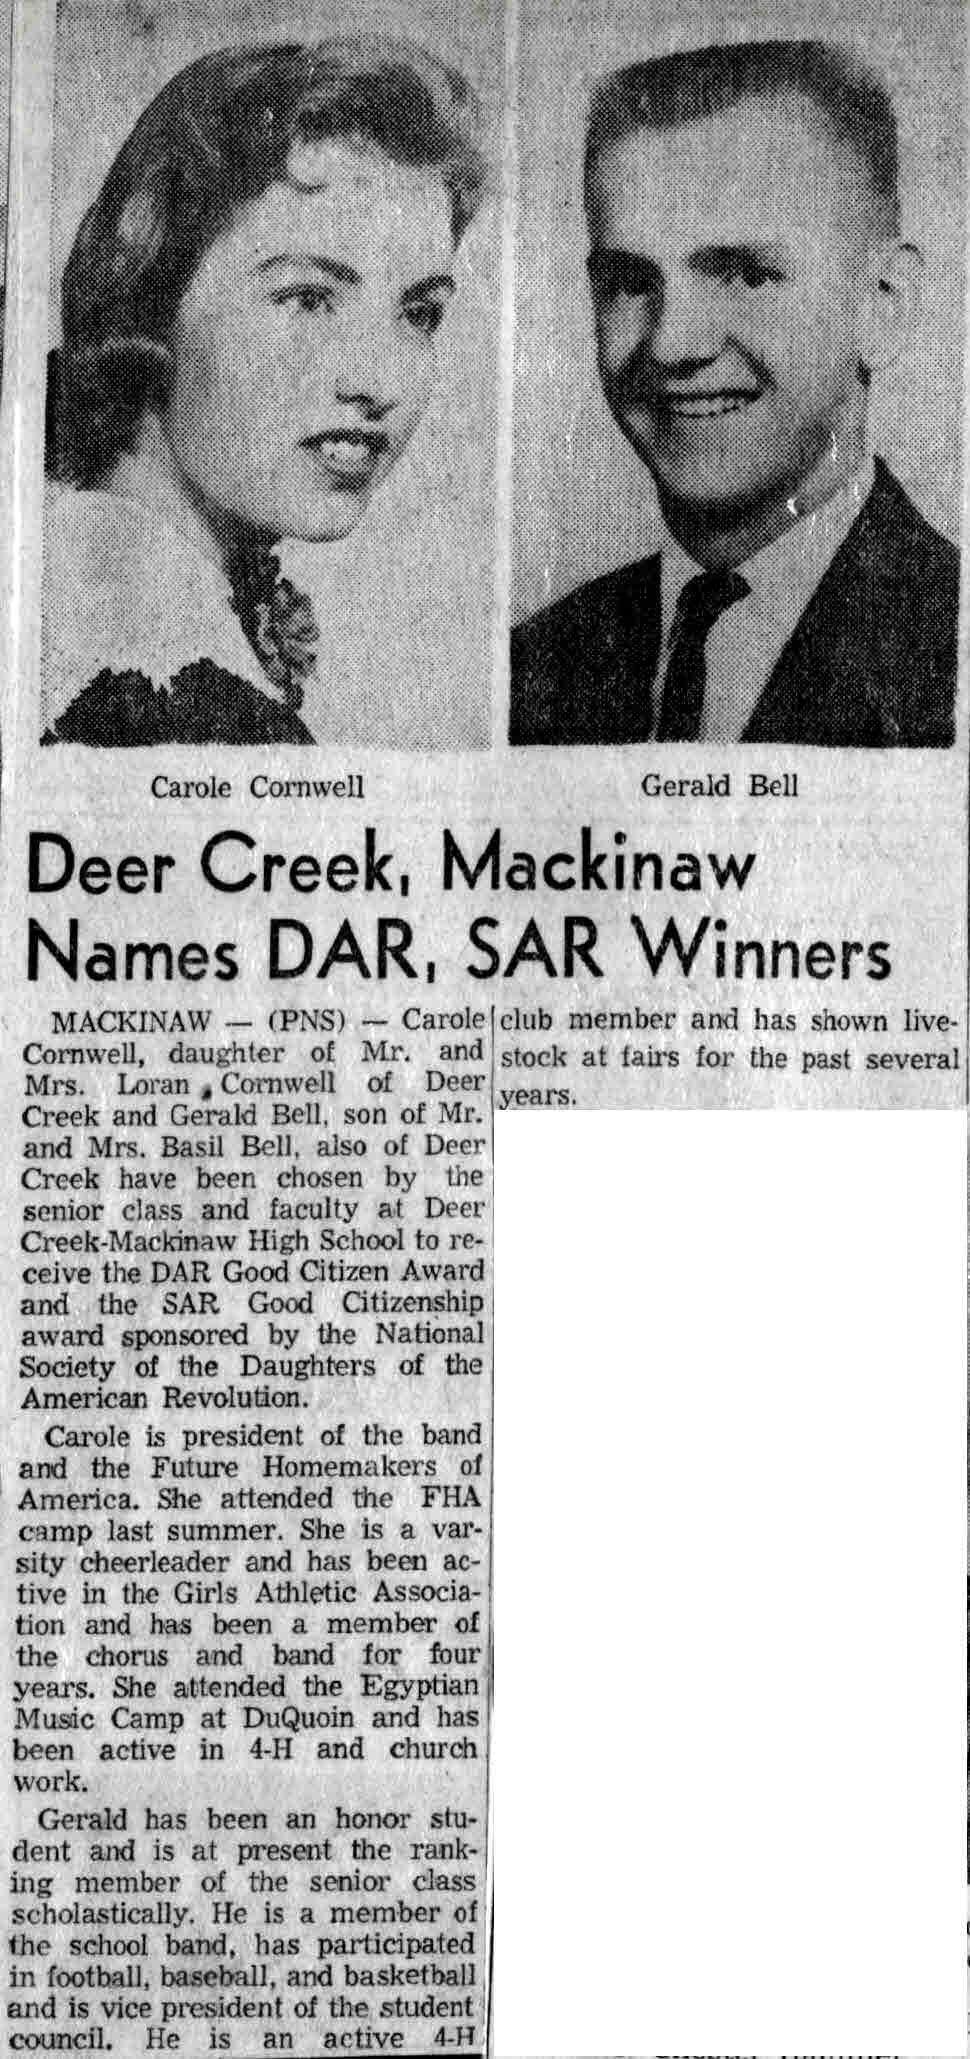 Carole Cornwell
Gerald Bell
Deer Creek, Mackinaw
Names DAR, SAR Winners
MACKINAW — (PNS) — Carole
Cornwell, daughter of Mr. and
Mrs. Loran Cornwell of Deer
Creek and Gerald Bell, son of Mr.
and Mrs. Basil Bell, also of Deer
Creek have been chosen by the
senior class and faculty at Deer
Creek-Mackinaw High School to re-
ceive the DAR Good Citizen Award
and the SAR Good Citizenship
award sponsored by the National
Society of the Daughters of the
American Revolution.
Carole is president of the band
and the Future Homemakers of
America. She attended the FHA
camp last summer. She is a var-
sity cheerleader and has been ac-
tive in the Girls Athletic Associa-
tion and has been a member of
the chorus and band for four
years. She attended the Egyptian
Music Camp at DuQuoin and has
been active in 4-H and church
work.
Gerald has been an honor stu-
dent and is at present the rank-
ing member of the senior class
scholastically. He is a member of
the school band, has participated
in football, baseball, and basketball
and is vice president of the student
council. He is an active 4-H
club member and has shown live-
stock at fairs for the past several
years.